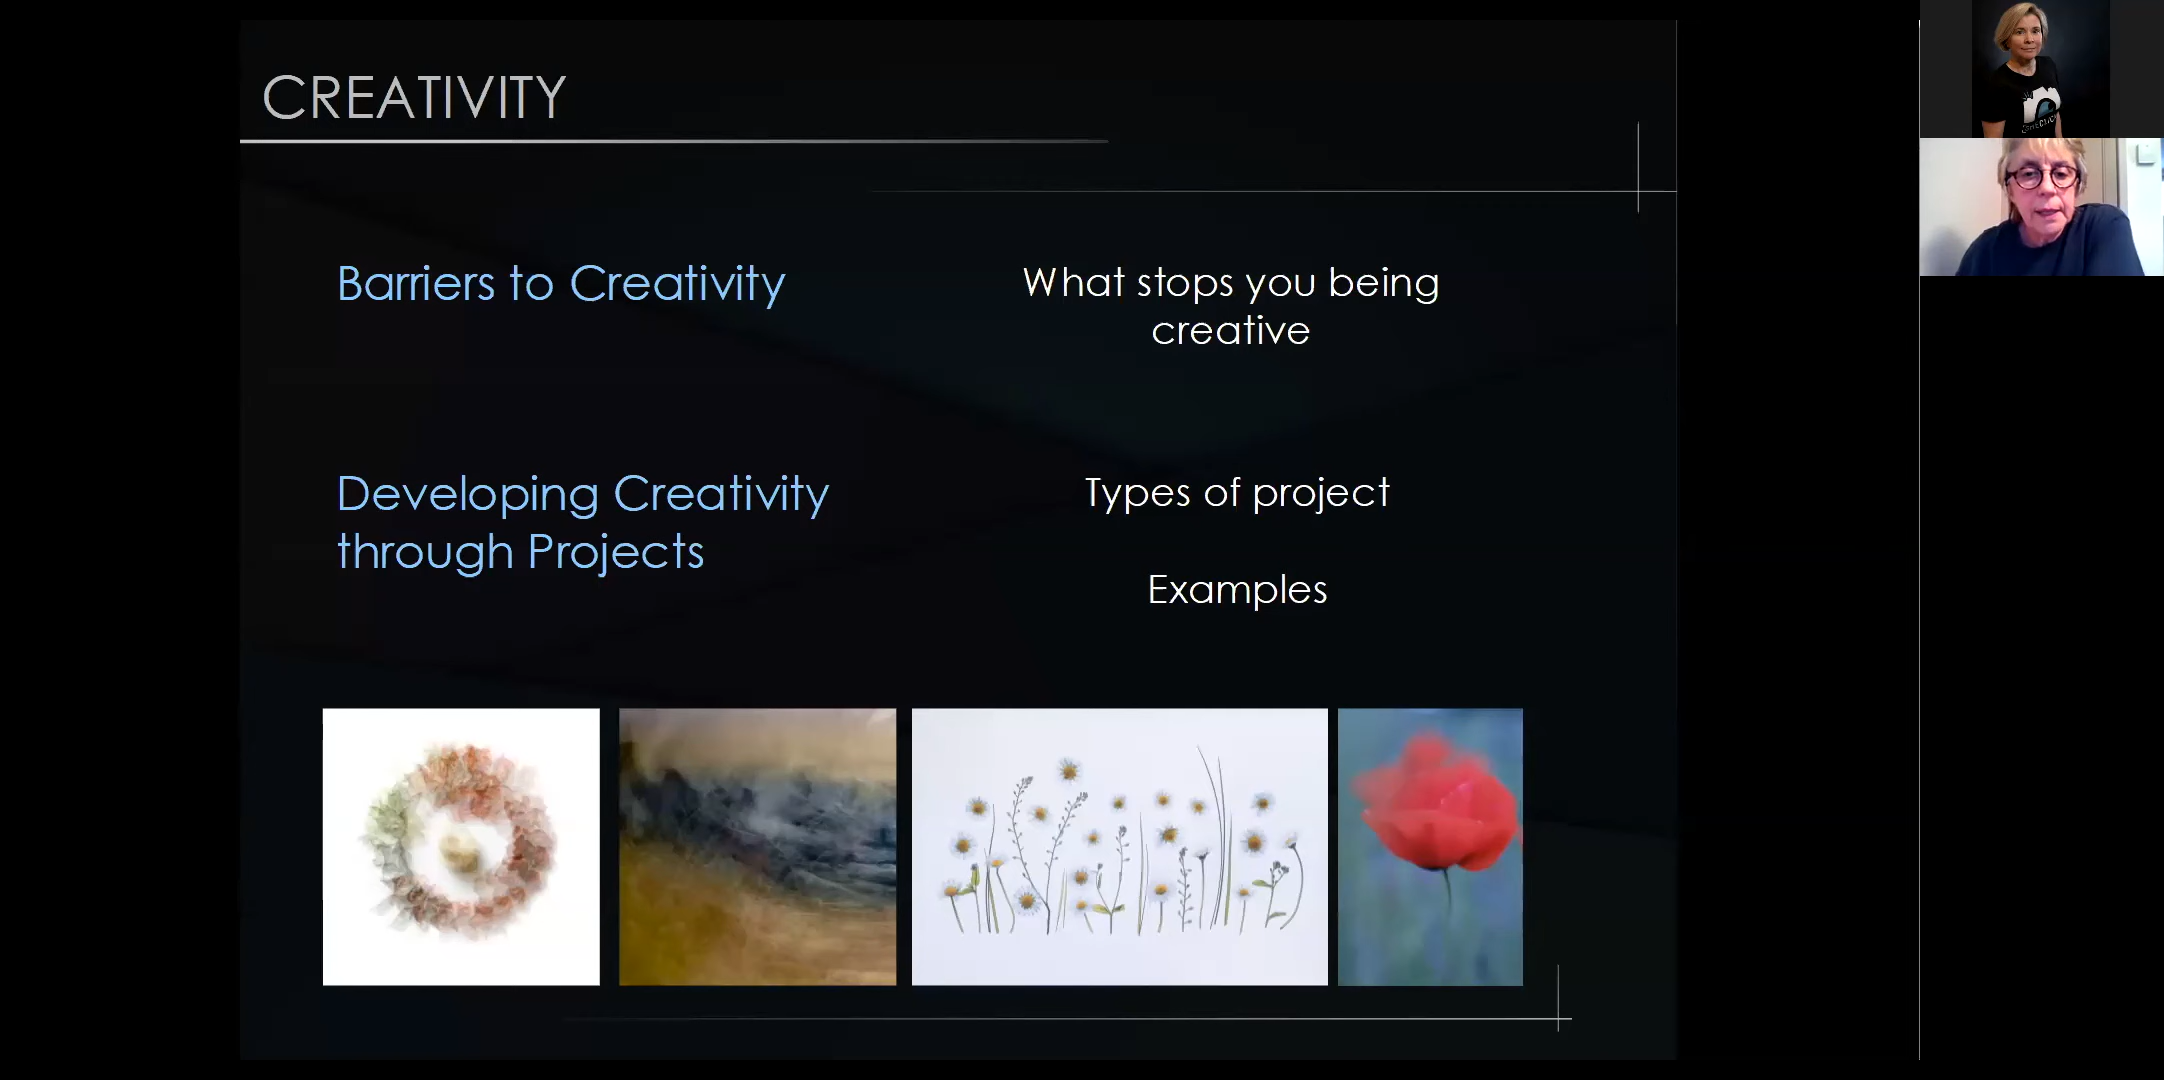 CREATIVITY
Barriers to Creativity
What stops you being
creative
Developing Creativity
through Projects
Types of project
Examples